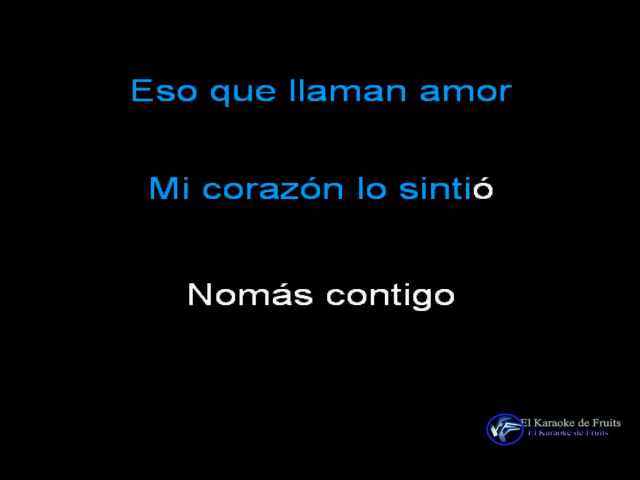 Eso que llaman amor
Mi corazón lo sintió
Nomás contigo
El Karaoke de Fruits
El Karaoke de Fruits